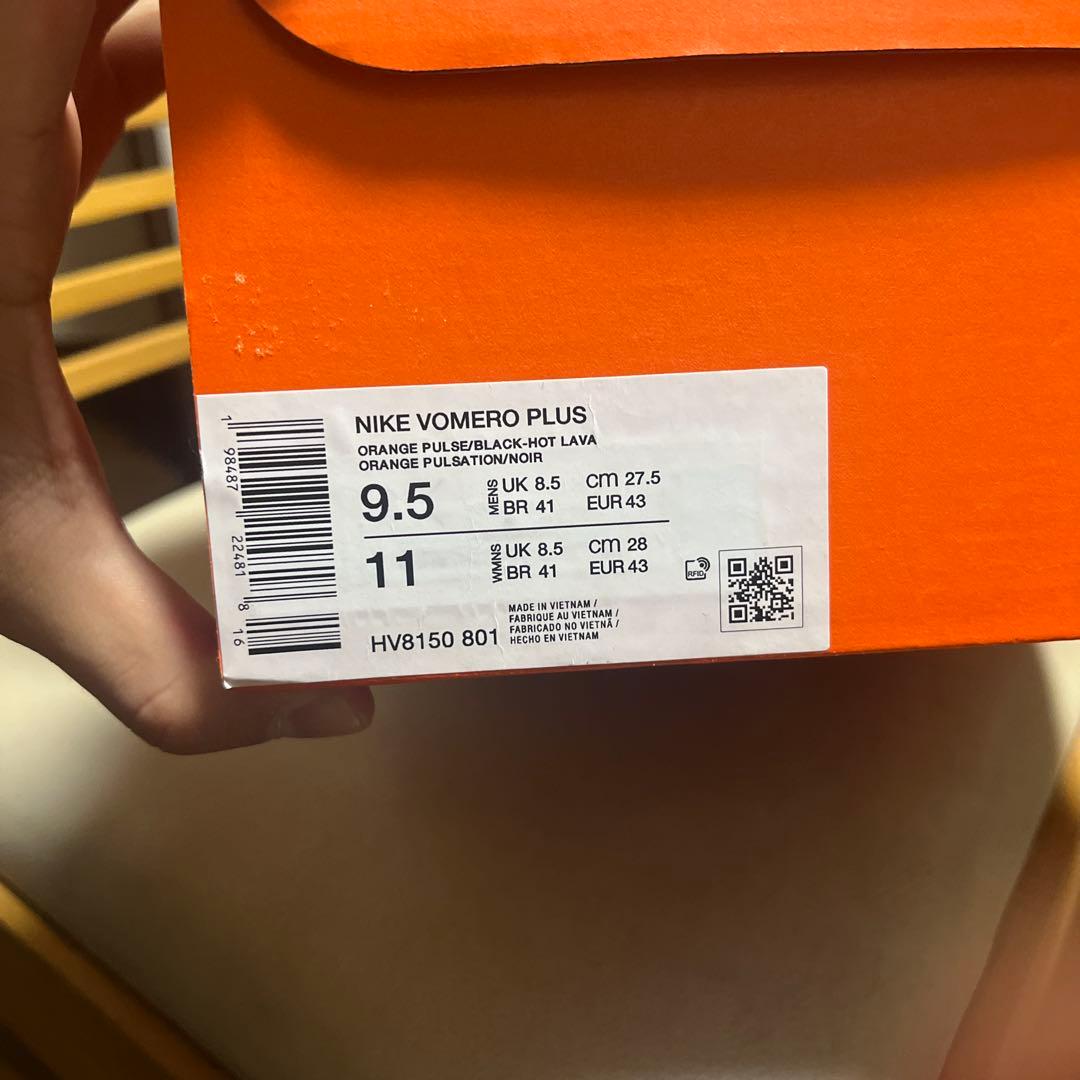 NIKE VOMERO PLUS
ORANGE PULSE/BLACK-HOT LAVA
ORANGE PULSATION/NOIR
9.5 MENS UK 8.5 CM 27.5
BR 41 EUR 43
11 WMNS UK 8.5 CM 28
BR 41 EUR 43
RFID
HV8150 801
MADE IN VIETNAM /
FABRIQUE AU VIETNAM /
FABRICADO NO VIETNÃ /
HECHO EN VIETNAM
1 98487 22481 8 16